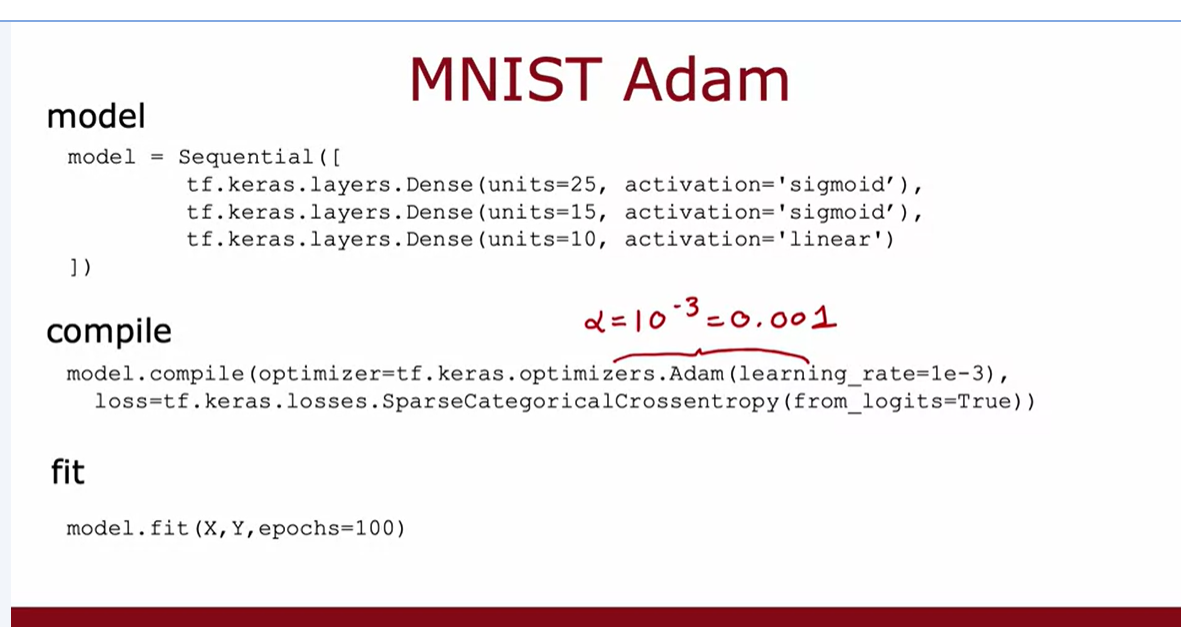 MNIST Adam
model
model = Sequential([
tf.keras.layers.Dense(units=25, activation='sigmoid’),
tf.keras.layers.Dense(units=15, activation='sigmoid’),
tf.keras.layers.Dense(units=10, activation='linear')
])
α=10⁻³=0.001
compile
model.compile(optimizer=tf.keras.optimizers.Adam(learning_rate=1e-3),
loss=tf.keras.losses.SparseCategoricalCrossentropy(from_logits=True))
fit
model.fit(X,Y,epochs=100)